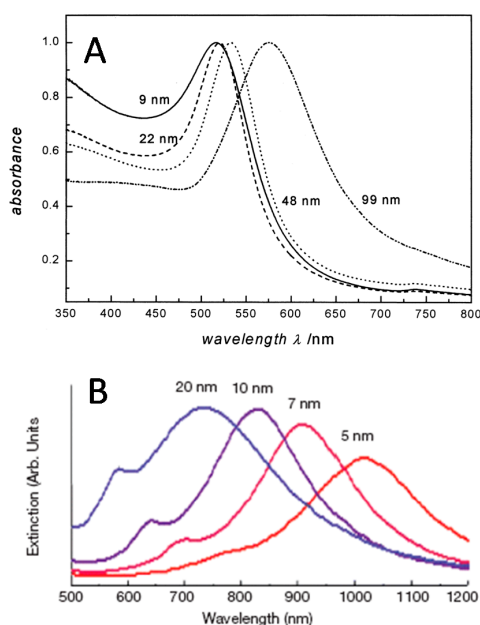 A
1.0
0.8
0.6
0.4
0.2
absorbance
9 nm
22 nm
48 nm
99 nm
350 400 450 500 550 600 650 700 750 800
wavelength λ /nm
B
20 nm
10 nm
7 nm
5 nm
Extinction (Arb. Units
500 600 700 800 900 1000 1100 1200
Wavelength (nm)